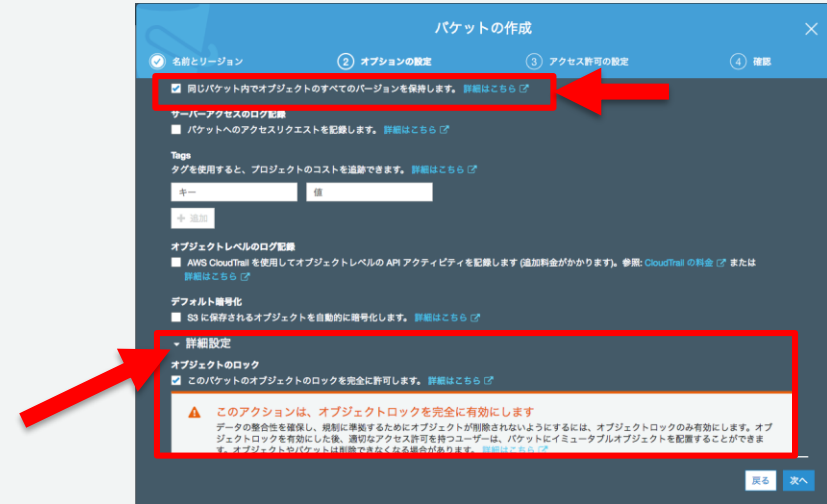 バケットの作成
✓ 名前とリージョン
2 オプションの設定
3 アクセス許可の設定
4 確認
同じバケット内でオブジェクトのすべてのバージョンを保持します。 詳細はこちら
サーバーアクセスのログ記録
バケットへのアクセスリクエストを記録します。 詳細はこちら
Tags
タグを使用すると、プロジェクトのコストを追跡できます。 詳細はこちら
キー
値
+ 追加
オブジェクトレベルのログ記録
AWS CloudTrail を使用してオブジェクトレベルの API アクティビティを記録します (追加料金がかかります)。参照: CloudTrail の料金 または
詳細はこちら
デフォルト暗号化
S3 に保存されるオブジェクトを自動的に暗号化します。 詳細はこちら
詳細設定
オブジェクトのロック
このバケットのオブジェクトのロックを完全に許可します。 詳細はこちら
このアクションは、オブジェクトロックを完全に有効にします
データの整合性を確保し、規制に準拠するためにオブジェクトが削除されないようにするには、オブジェクトロックのみ有効にします。オブ
ジェクトロックを有効にした後、適切なアクセス許可を持つユーザーは、バケットにイミュータブルオブジェクトを配置することができま
す。オブジェクトやバケットは削除できなくなる場合があります。 詳細はこちら
戻る
次へ